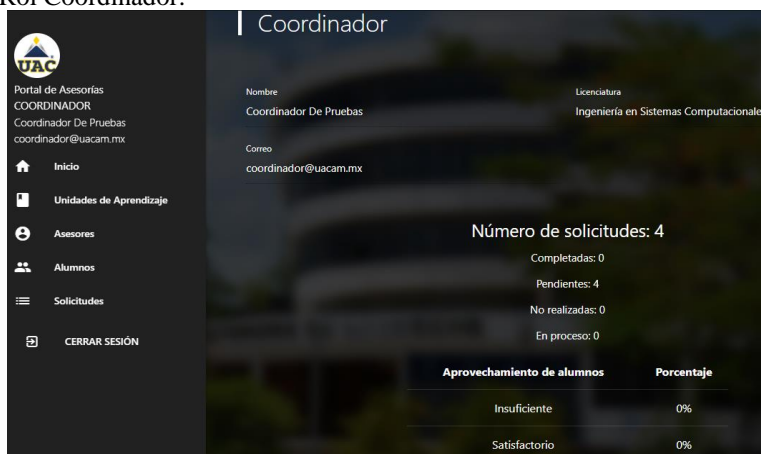 Rol Coordinador:
UAC
Portal de Asesorías
COORDINADOR
Coordinador De Pruebas
coordinador@uacam.mx
Inicio
Unidades de Aprendizaje
Asesores
Alumnos
Solicitudes
CERRAR SESIÓN
Coordinador
Nombre
Coordinador De Pruebas
Licenciatura
Ingeniería en Sistemas Computacionale
Correo
coordinador@uacam.mx
Número de solicitudes: 4
Completadas: 0
Pendientes: 4
No realizadas: 0
En proceso: 0
Aprovechamiento de alumnos Porcentaje
Insuficiente 0%
Satisfactorio 0%